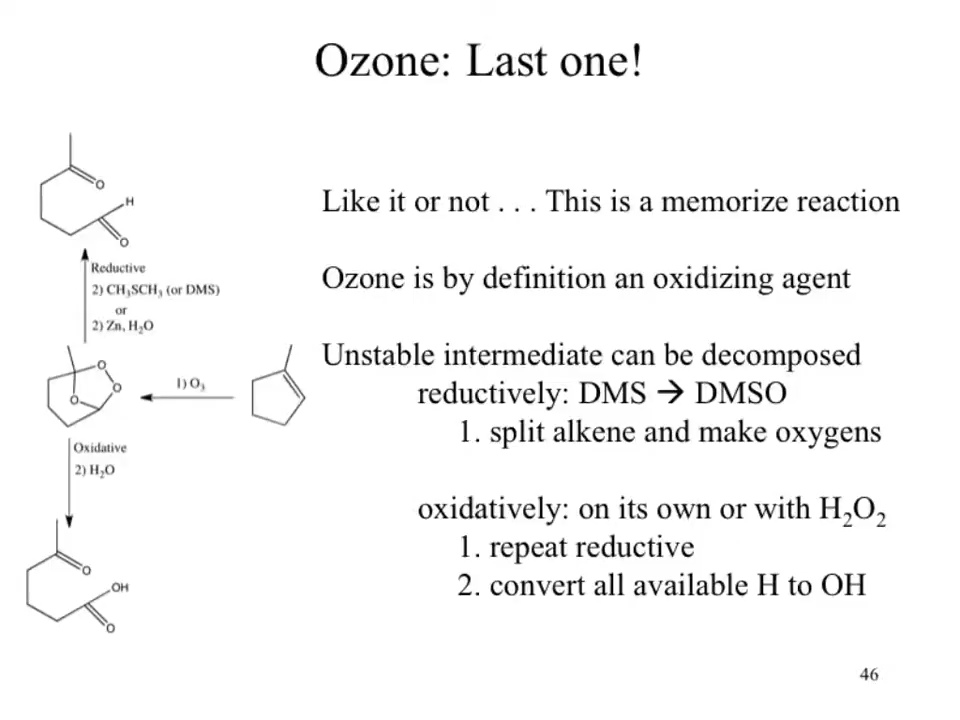 Ozone: Last one!
O
H
O
Reductive
2) CH₃SCH₃ (or DMS)
or
2) Zn, H₂O
O
O
O
1) O₃
Oxidative
2) H₂O
O
OH
O
Like it or not . . . This is a memorize reaction
Ozone is by definition an oxidizing agent
Unstable intermediate can be decomposed
reductively: DMS → DMSO
1. split alkene and make oxygens
oxidatively: on its own or with H₂O₂
1. repeat reductive
2. convert all available H to OH
46